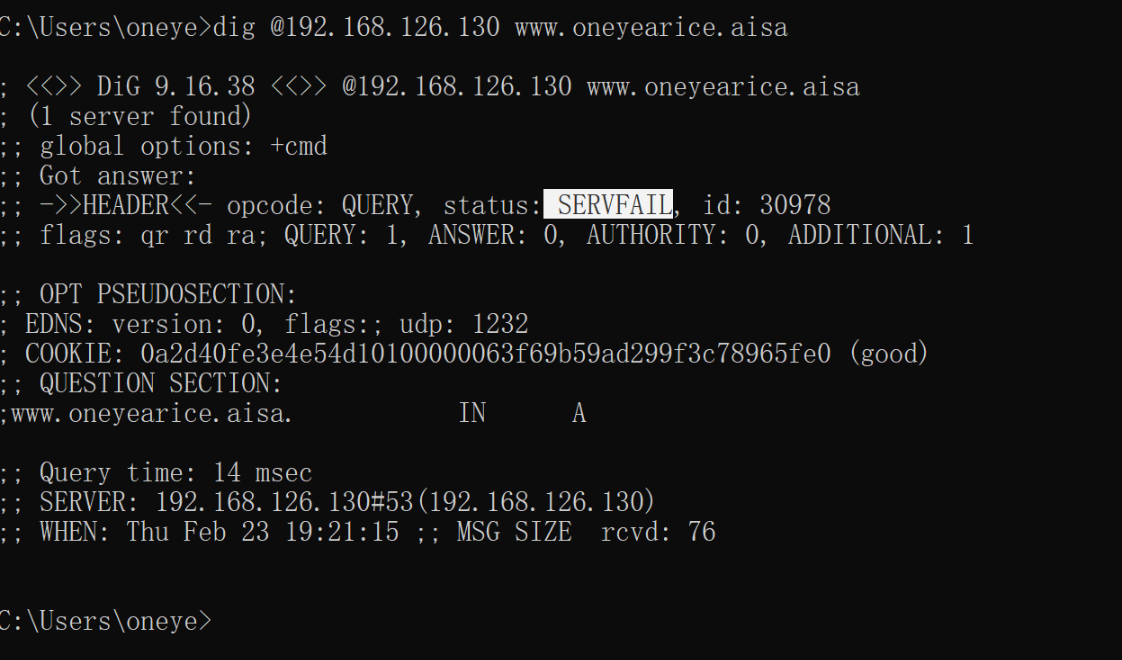 C:\Users\oneye>dig @192.168.126.130 www.oneyearice.aisa
; <<>> DiG 9.16.38 <<>> @192.168.126.130 www.oneyearice.aisa
; (1 server found)
;; global options: +cmd
;; Got answer:
;; ->>HEADER<<- opcode: QUERY, status: SERVFAIL, id: 30978
;; flags: qr rd ra; QUERY: 1, ANSWER: 0, AUTHORITY: 0, ADDITIONAL: 1
;; OPT PSEUDOSECTION:
; EDNS: version: 0, flags:; udp: 1232
; COOKIE: 0a2d40fe3e4e54d10100000063f69b59ad299f3c78965fe0 (good)
;; QUESTION SECTION:
;www.oneyearice.aisa. IN A
;; Query time: 14 msec
;; SERVER: 192.168.126.130#53(192.168.126.130)
;; WHEN: Thu Feb 23 19:21:15 ;; MSG SIZE rcvd: 76
C:\Users\oneye>